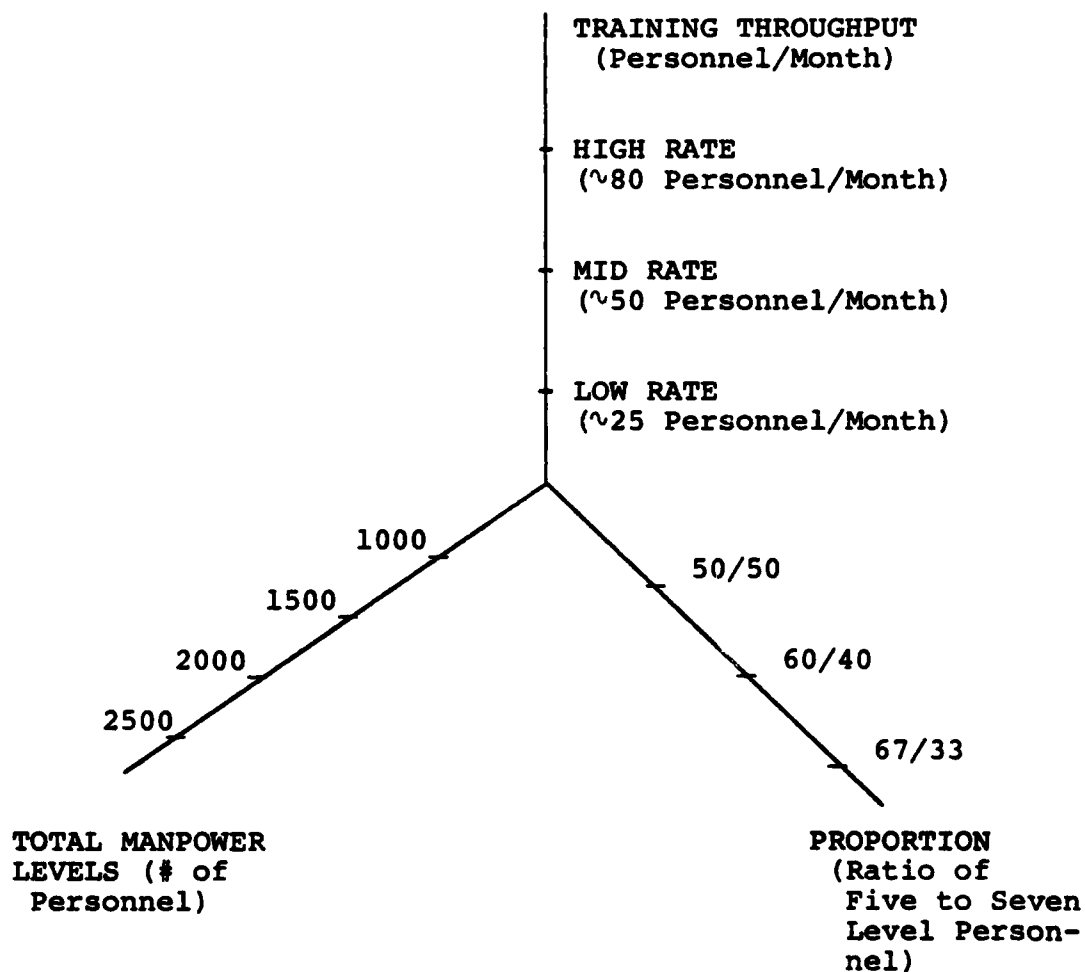 TRAINING THROUGHPUT
(Personnel/Month)
HIGH RATE
(~80 Personnel/Month)
MID RATE
(~50 Personnel/Month)
LOW RATE
(~25 Personnel/Month)
1000
1500
2000
2500
50/50
60/40
67/33
TOTAL MANPOWER
LEVELS (# of
Personnel)
PROPORTION
(Ratio of
Five to Seven
Level Person-
nel)